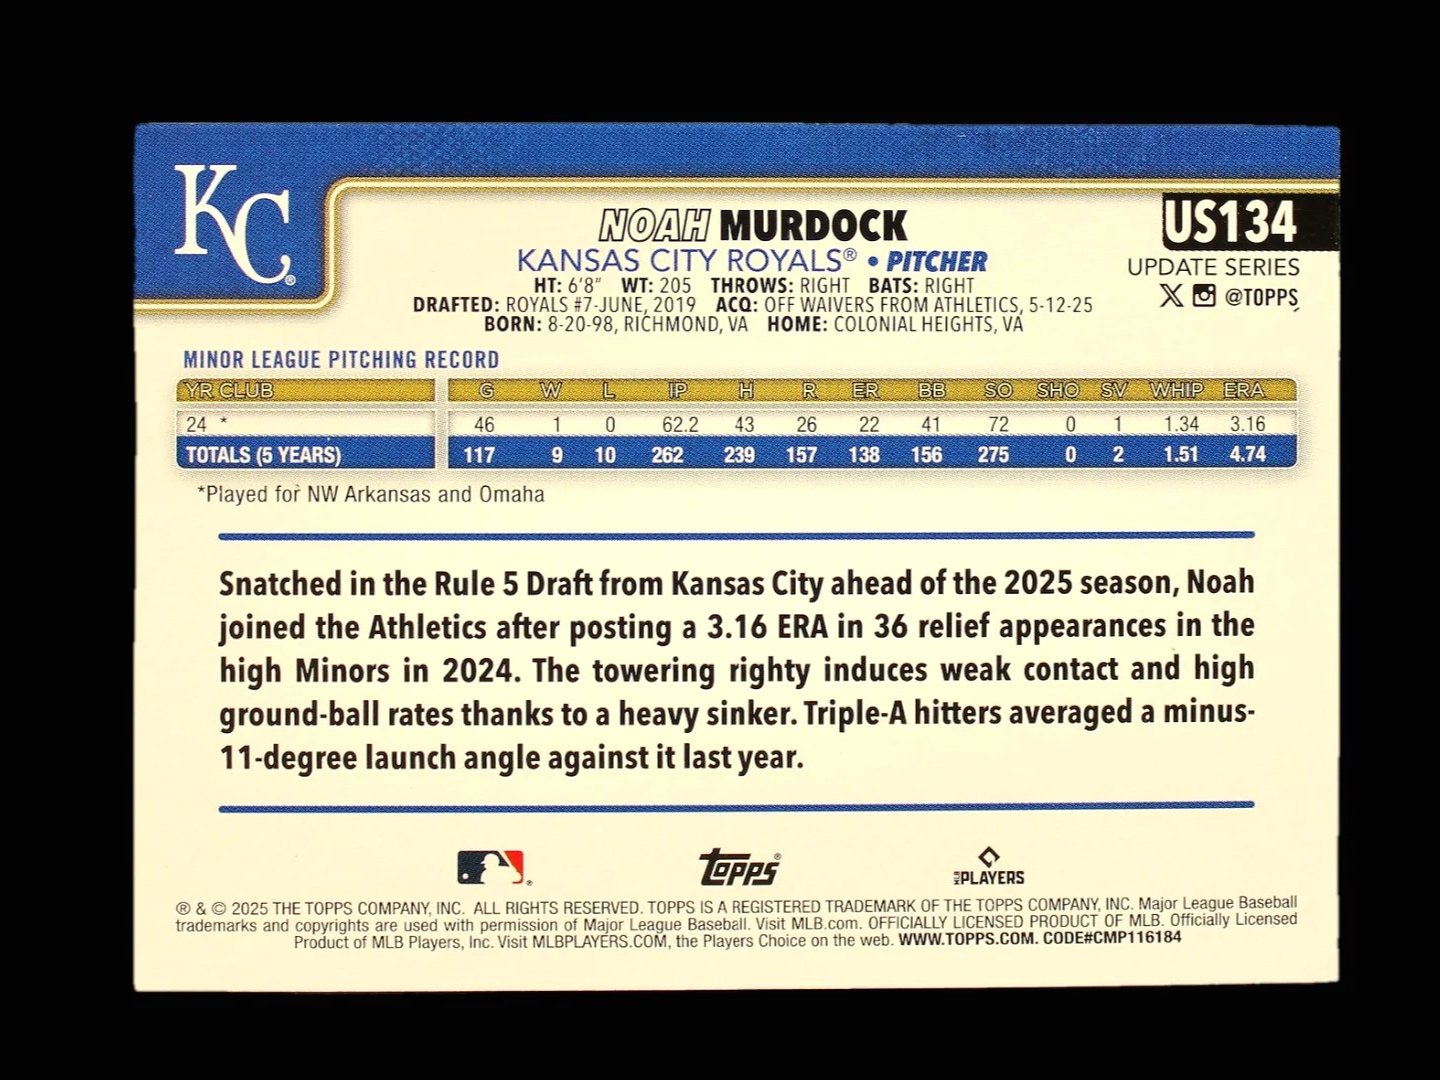 KC
NOAH MURDOCK
US134
KANSAS CITY ROYALS® • PITCHER
UPDATE SERIES
HT: 6'8" WT: 205 THROWS: RIGHT BATS: RIGHT
@TOPPS
DRAFTED: ROYALS #7-JUNE, 2019 ACQ: OFF WAIVERS FROM ATHLETICS, 5-12-25
BORN: 8-20-98, RICHMOND, VA HOME: COLONIAL HEIGHTS, VA
MINOR LEAGUE PITCHING RECORD
YR CLUB G W L IP H R ER BB SO SHO SV WHIP ERA
24 * 46 1 0 62.2 43 26 22 41 72 0 1 1.34 3.16
TOTALS (5 YEARS) 117 9 10 262 239 157 138 156 275 0 2 1.51 4.74
*Played for NW Arkansas and Omaha
Snatched in the Rule 5 Draft from Kansas City ahead of the 2025 season, Noah
joined the Athletics after posting a 3.16 ERA in 36 relief appearances in the
high Minors in 2024. The towering righty induces weak contact and high
ground-ball rates thanks to a heavy sinker. Triple-A hitters averaged a minus-
11-degree launch angle against it last year.
Topps®
MLB PLAYERS
® & © 2025 THE TOPPS COMPANY, INC. ALL RIGHTS RESERVED. TOPPS IS A REGISTERED TRADEMARK OF THE TOPPS COMPANY, INC. Major League Baseball
trademarks and copyrights are used with permission of Major League Baseball. Visit MLB.com. OFFICIALLY LICENSED PRODUCT OF MLB. Officially Licensed
Product of MLB Players, Inc. Visit MLBPLAYERS.COM, the Players Choice on the web. WWW.TOPPS.COM. CODE#CMP116184